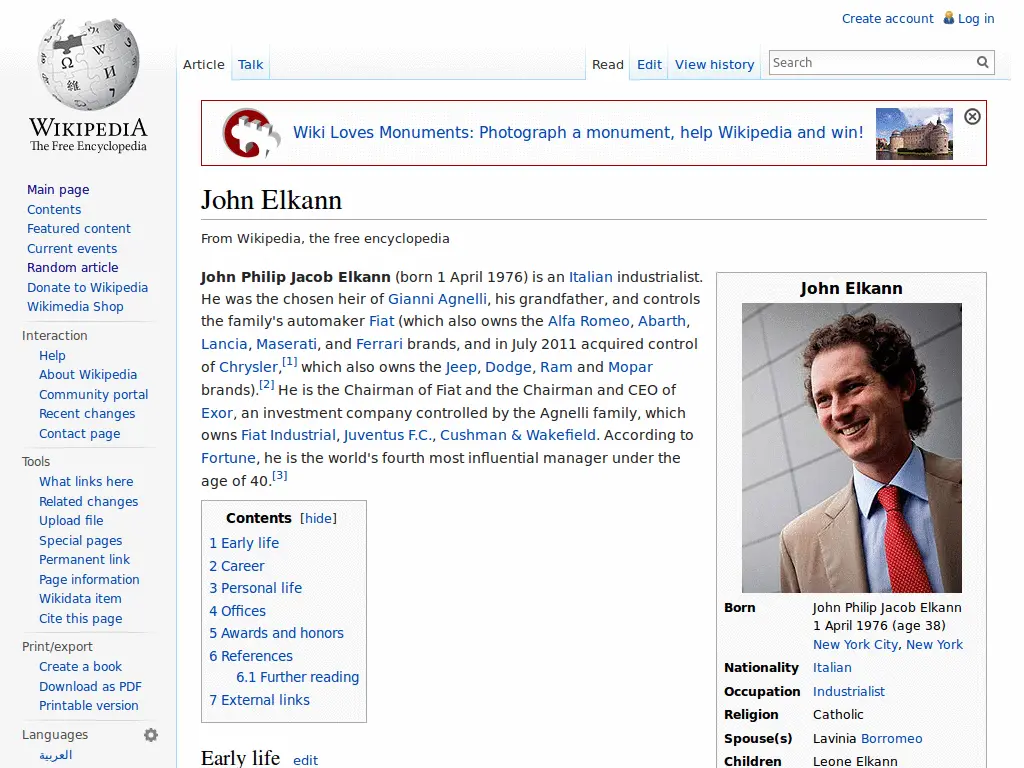 Create account Log in
Article Talk Read Edit View history Search
WIKIPEDIA
The Free Encyclopedia
Main page
Contents
Featured content
Current events
Random article
Donate to Wikipedia
Wikimedia Shop
Interaction
Help
About Wikipedia
Community portal
Recent changes
Contact page
Tools
What links here
Related changes
Upload file
Special pages
Permanent link
Page information
Wikidata item
Cite this page
Print/export
Create a book
Download as PDF
Printable version
Languages
العربية
Wiki Loves Monuments: Photograph a monument, help Wikipedia and win!
John Elkann
From Wikipedia, the free encyclopedia
John Philip Jacob Elkann (born 1 April 1976) is an Italian industrialist.
He was the chosen heir of Gianni Agnelli, his grandfather, and controls
the family's automaker Fiat (which also owns the Alfa Romeo, Abarth,
Lancia, Maserati, and Ferrari brands, and in July 2011 acquired control
of Chrysler,[1] which also owns the Jeep, Dodge, Ram and Mopar
brands).[2] He is the Chairman of Fiat and the Chairman and CEO of
Exor, an investment company controlled by the Agnelli family, which
owns Fiat Industrial, Juventus F.C., Cushman & Wakefield. According to
Fortune, he is the world's fourth most influential manager under the
age of 40.[3]
Contents [hide]
1 Early life
2 Career
3 Personal life
4 Offices
5 Awards and honors
6 References
6.1 Further reading
7 External links
Early life edit
John Elkann
Born John Philip Jacob Elkann
1 April 1976 (age 38)
New York City, New York
Nationality Italian
Occupation Industrialist
Religion Catholic
Spouse(s) Lavinia Borromeo
Children Leone Elkann